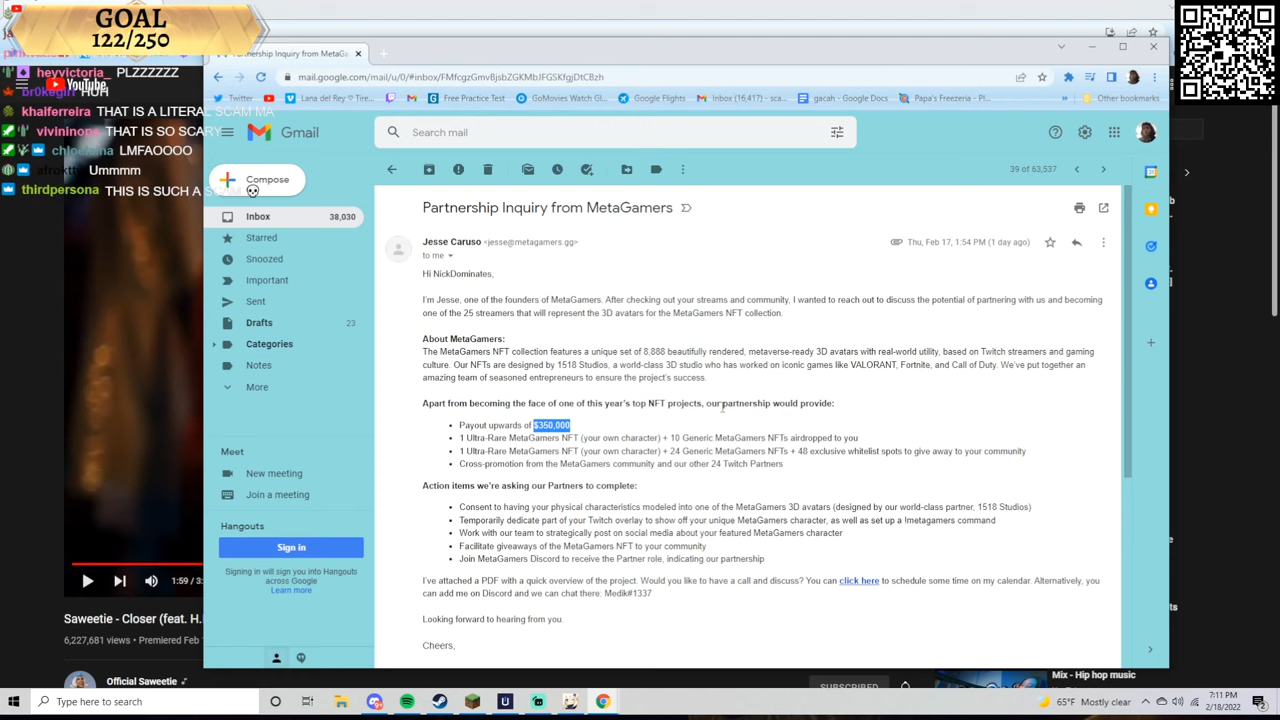 GOAL
122/250
heyvictoria_ PLZZZZZZ
br0kegirl HUH
khaiferreira THAT IS A LITERAL SCAM MA
vivininops THAT IS SO SCARY
LMFAOOOO
Ummmm
thirdpersona THIS IS SUCH A SCAM
YouTube
Partnership Inquiry from MetaGa
mail.google.com/mail/u/0/#inbox/FMfcgzGmtm8jsbZGKMbhFGSKfgjDtCBzh
Twitter
Lana del Rey ♡ Tire...
Free Practice Test
GoMovies Watch Gl...
Google Flights
Inbox (16,411)
gacah - Google Docs
Papa's Freezeria - Pl...
Other bookmarks
Gmail
Search mail
Compose
39 of 63,537
Inbox 38,030
Starred
Snoozed
Important
Sent
Drafts 23
Categories
Notes
More
Meet
New meeting
Join a meeting
Hangouts
Sign in
Signing in will sign you into Hangouts
across Google
Learn more
Partnership Inquiry from MetaGamers
Jesse Caruso <jesse@metagamers.gg>
Thu, Feb 17, 1:54 PM (1 day ago)
to me
Hi NickDominates,
I'm Jesse, one of the founders of MetaGamers. After checking out your streams and community, I wanted to reach out to discuss the potential of partnering with us and becoming
one of the 25 streamers that will represent the 3D avatars for the MetaGamers NFT collection.
About MetaGamers:
The MetaGamers NFT collection features a unique set of 8,888 beautifully rendered, metaverse-ready 3D avatars with real-world utility, based on Twitch streamers and gaming
culture. Our NFTs are designed by 1518 Studios, a world-class 3D studio who has worked on iconic games like VALORANT, Fortnite, and Call of Duty. We've put together an
amazing team of seasoned entrepreneurs to ensure the project's success.
Apart from becoming the face of one of this year's top NFT projects, our partnership would provide:
• Payout upwards of $350,000
• 1 Ultra-Rare MetaGamers NFT (your own character) + 10 Generic MetaGamers NFTs airdropped to you
• 1 Ultra-Rare MetaGamers NFT (your own character) + 24 Generic MetaGamers NFTs + 48 exclusive whitelist spots to give away to your community
• Cross-promotion from the MetaGamers community and our other 24 Twitch Partners
Action items we're asking our Partners to complete:
• Consent to having your physical characteristics modeled into one of the MetaGamers 3D avatars (designed by our world-class partner, 1518 Studios)
• Temporarily dedicate part of your Twitch overlay to show off your unique MetaGamers character, as well as set up a !metagamers command
• Work with our team to strategically post on social media about your featured MetaGamers character
• Facilitate giveaways of the MetaGamers NFT to your community
• Join MetaGamers Discord to receive the Partner role, indicating our partnership
I've attached a PDF with a quick overview of the project. Would you like to have a call and discuss? You can click here to schedule some time on my calendar. Alternatively, you
can add me on Discord and we can chat there: Medik#1337
Looking forward to hearing from you.
Cheers,
1:59 / 3
Saweetie - Closer (feat. H.
6,227,681 views • Premiered Feb
Official Saweetie
SUBSCRIBED
Mix - Hip hop music
Type here to search
65°F Mostly clear
7:11 PM
2/18/2022